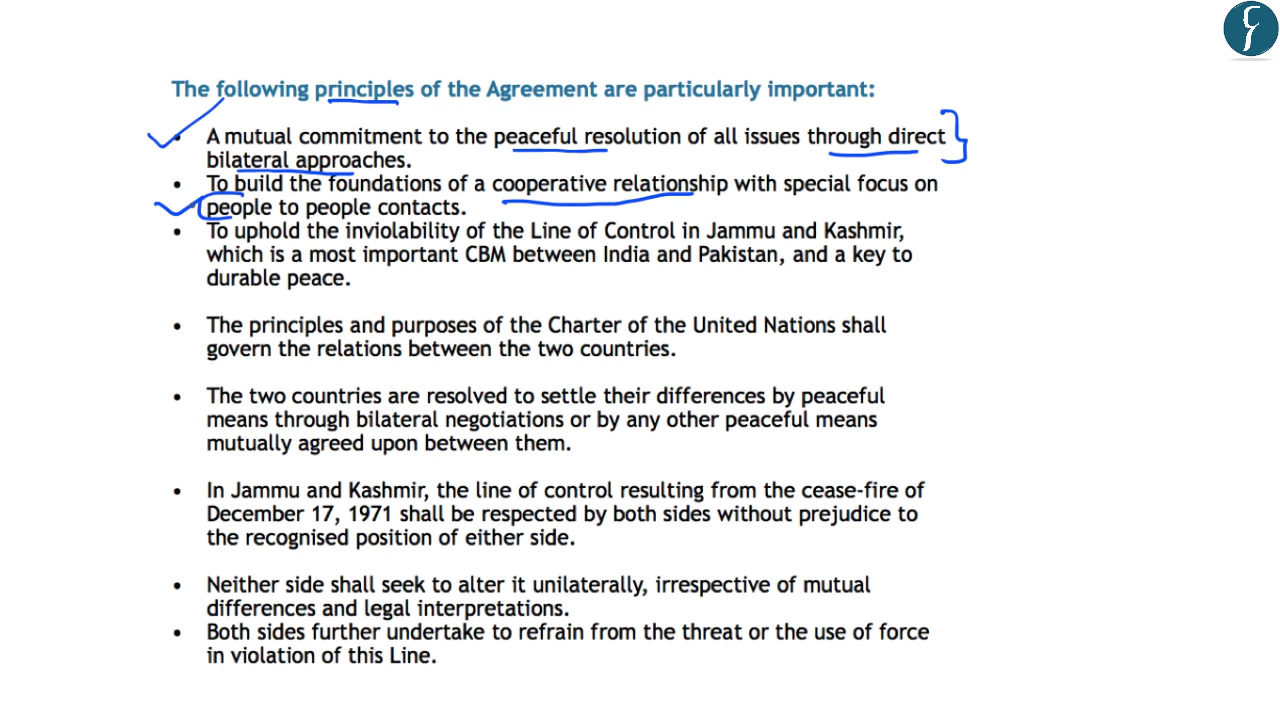 The following principles of the Agreement are particularly important:
• A mutual commitment to the peaceful resolution of all issues through direct
bilateral approaches.
• To build the foundations of a cooperative relationship with special focus on
people to people contacts.
• To uphold the inviolability of the Line of Control in Jammu and Kashmir,
which is a most important CBM between India and Pakistan, and a key to
durable peace.
• The principles and purposes of the Charter of the United Nations shall
govern the relations between the two countries.
• The two countries are resolved to settle their differences by peaceful
means through bilateral negotiations or by any other peaceful means
mutually agreed upon between them.
• In Jammu and Kashmir, the line of control resulting from the cease-fire of
December 17, 1971 shall be respected by both sides without prejudice to
the recognised position of either side.
• Neither side shall seek to alter it unilaterally, irrespective of mutual
differences and legal interpretations.
• Both sides further undertake to refrain from the threat or the use of force
in violation of this Line.